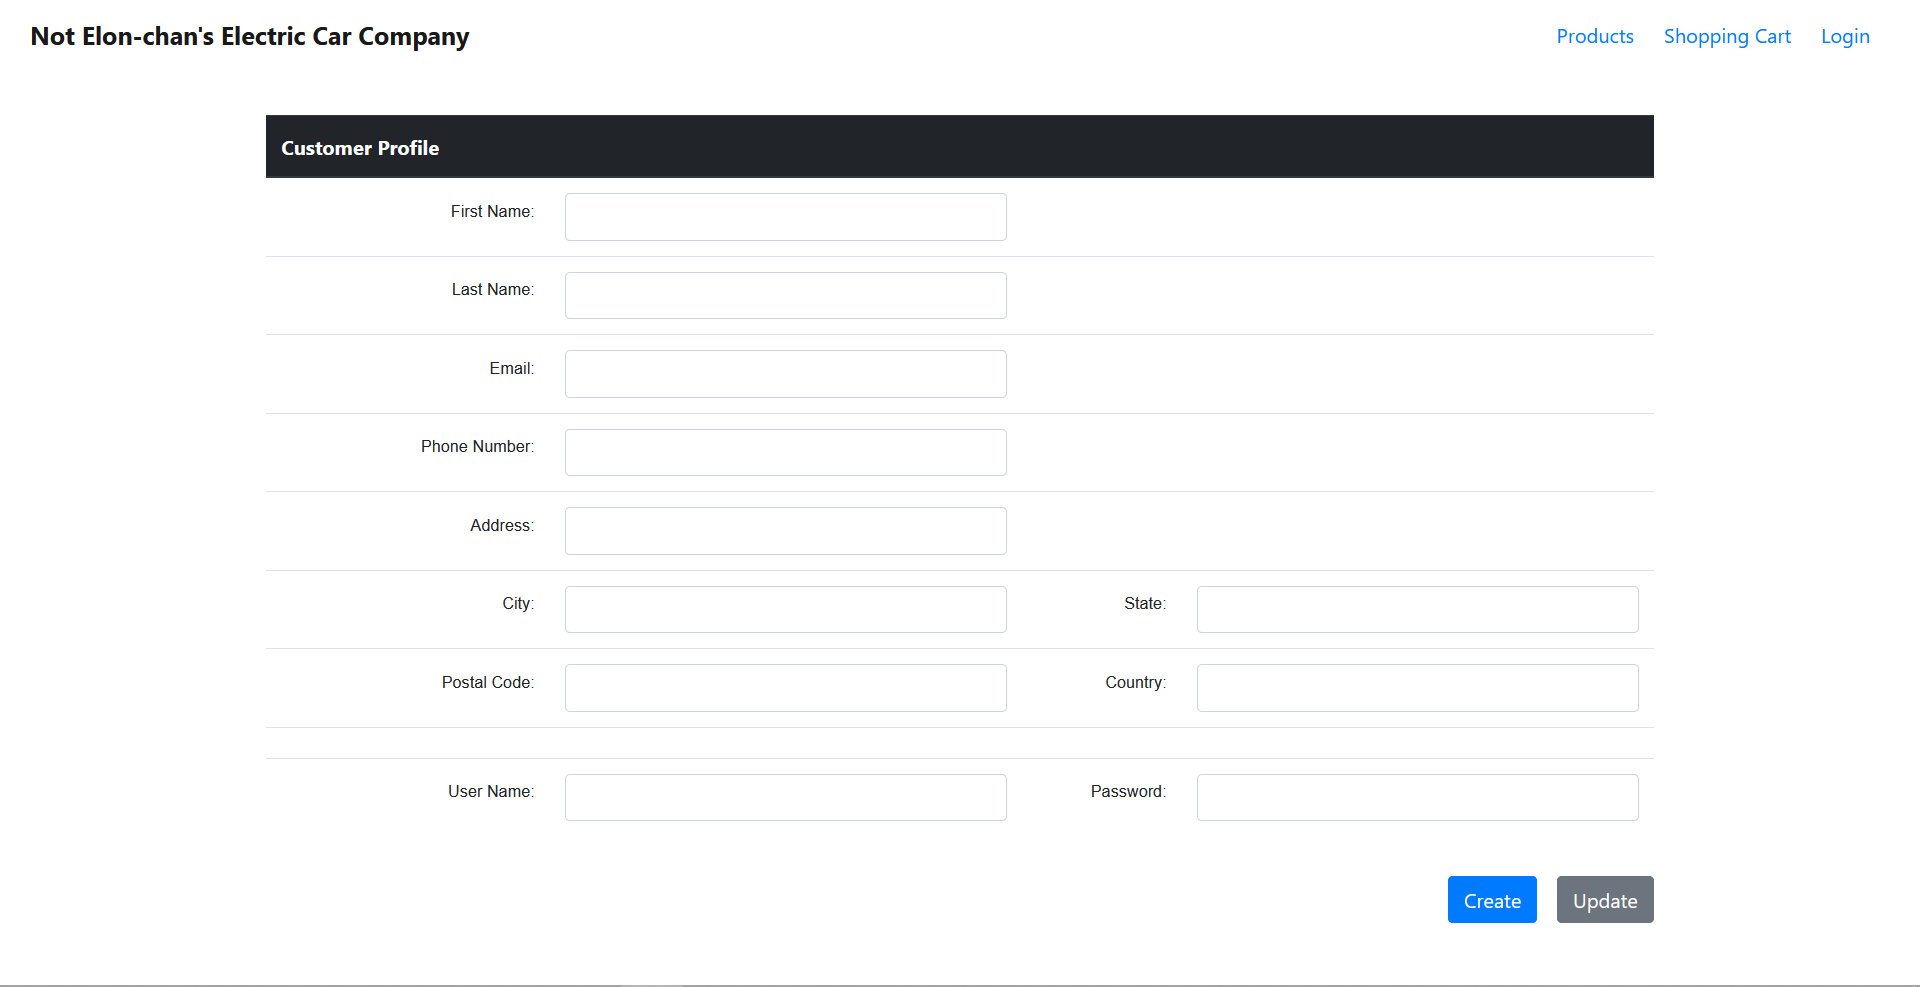 Not Elon-chan's Electric Car Company
Products Shopping Cart Login
Customer Profile
First Name:
Last Name:
Email:
Phone Number:
Address:
City: State:
Postal Code: Country:
User Name: Password:
Create Update